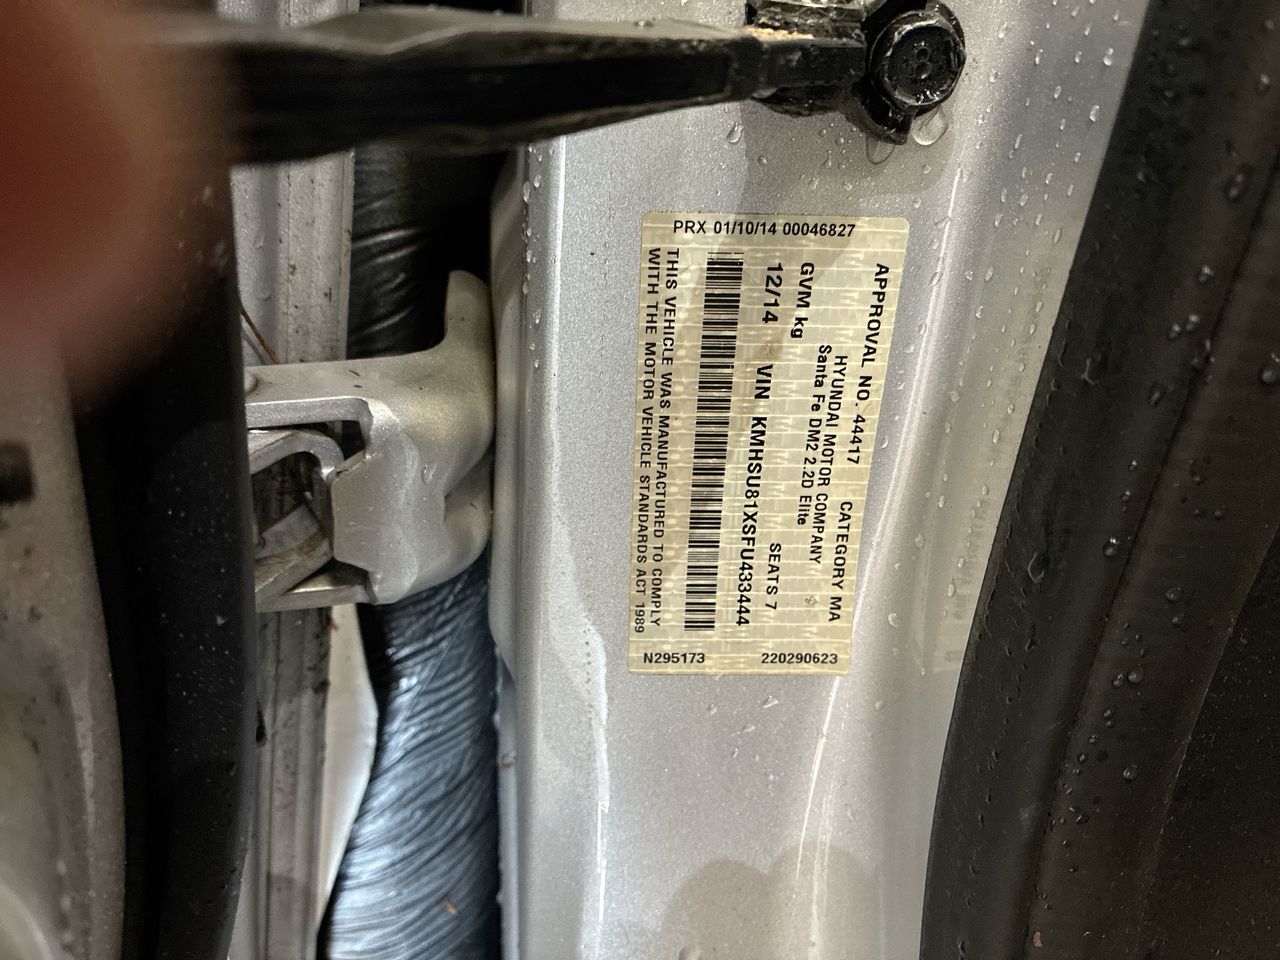 APPROVAL NO. 44417 CATEGORY MA
HYUNDAI MOTOR COMPANY
Santa Fe DM2 2.2D Elite
GVM kg SEATS 7
12/14 VIN KMHSU81XSFU433444
THIS VEHICLE WAS MANUFACTURED TO COMPLY
WITH THE MOTOR VEHICLE STANDARDS ACT 1989
PRX 01/10/14 00046827
N295173 220290623